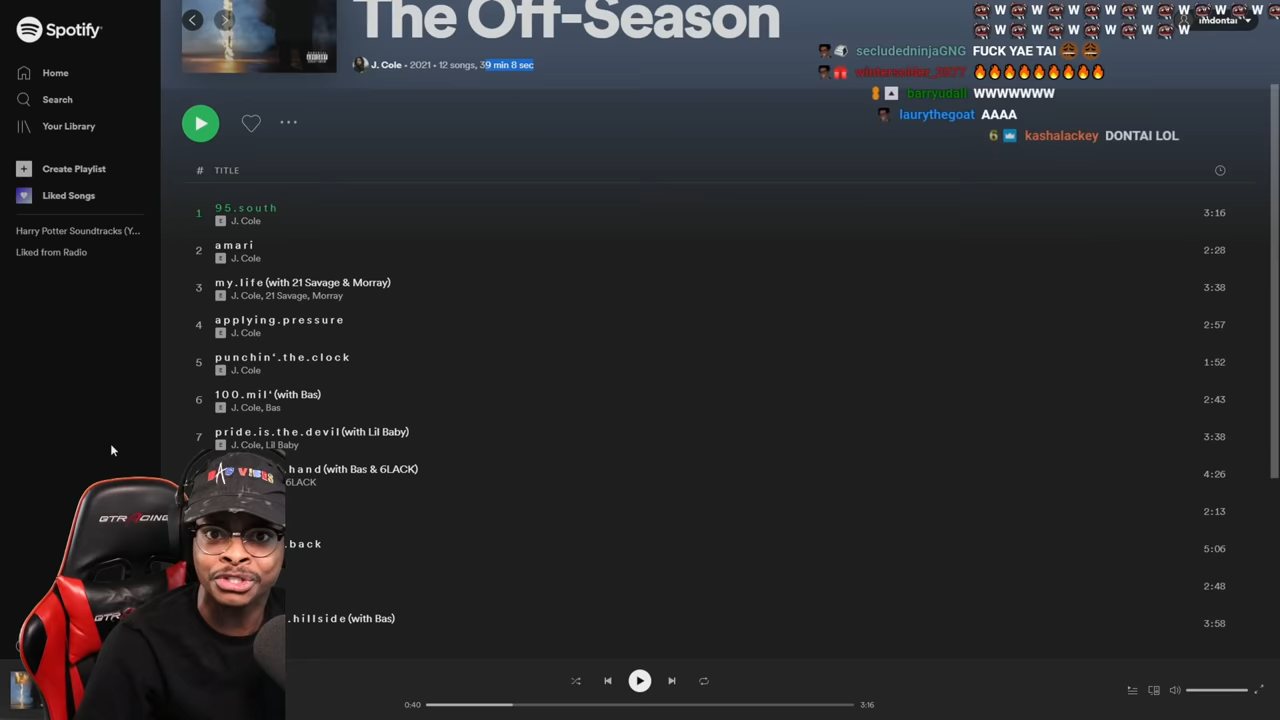 Spotify
Home
Search
Your Library
Create Playlist
Liked Songs
Harry Potter Soundtracks (Y...
Liked from Radio
The Off-Season
J. Cole • 2021 • 12 songs, 39 min 8 sec
imdontai
W W W W W W W W W W W W W
W W W W W W W W W W
secludedninjaGNG FUCK YAE TAI
barryudall WWWWWWW
laurythegoat AAAA
6 kashalackey DONTAI LOL
# TITLE
1 95.south 3:16
E J. Cole
2 amari 2:28
E J. Cole
3 my.life (with 21 Savage & Morray) 3:38
E J. Cole, 21 Savage, Morray
4 applying.pressure 2:57
E J. Cole
5 punchin'.the.clock 1:52
E J. Cole
6 100.mil' (with Bas) 2:43
E J. Cole, Bas
7 pride.is.the.devil (with Lil Baby) 3:38
E J. Cole, Lil Baby
.hand (with Bas & 6LACK) 4:26
6LACK
2:13
.back 5:06
2:48
.hillside (with Bas) 3:58
BAD VIBES
GTRACING
0:40 3:16